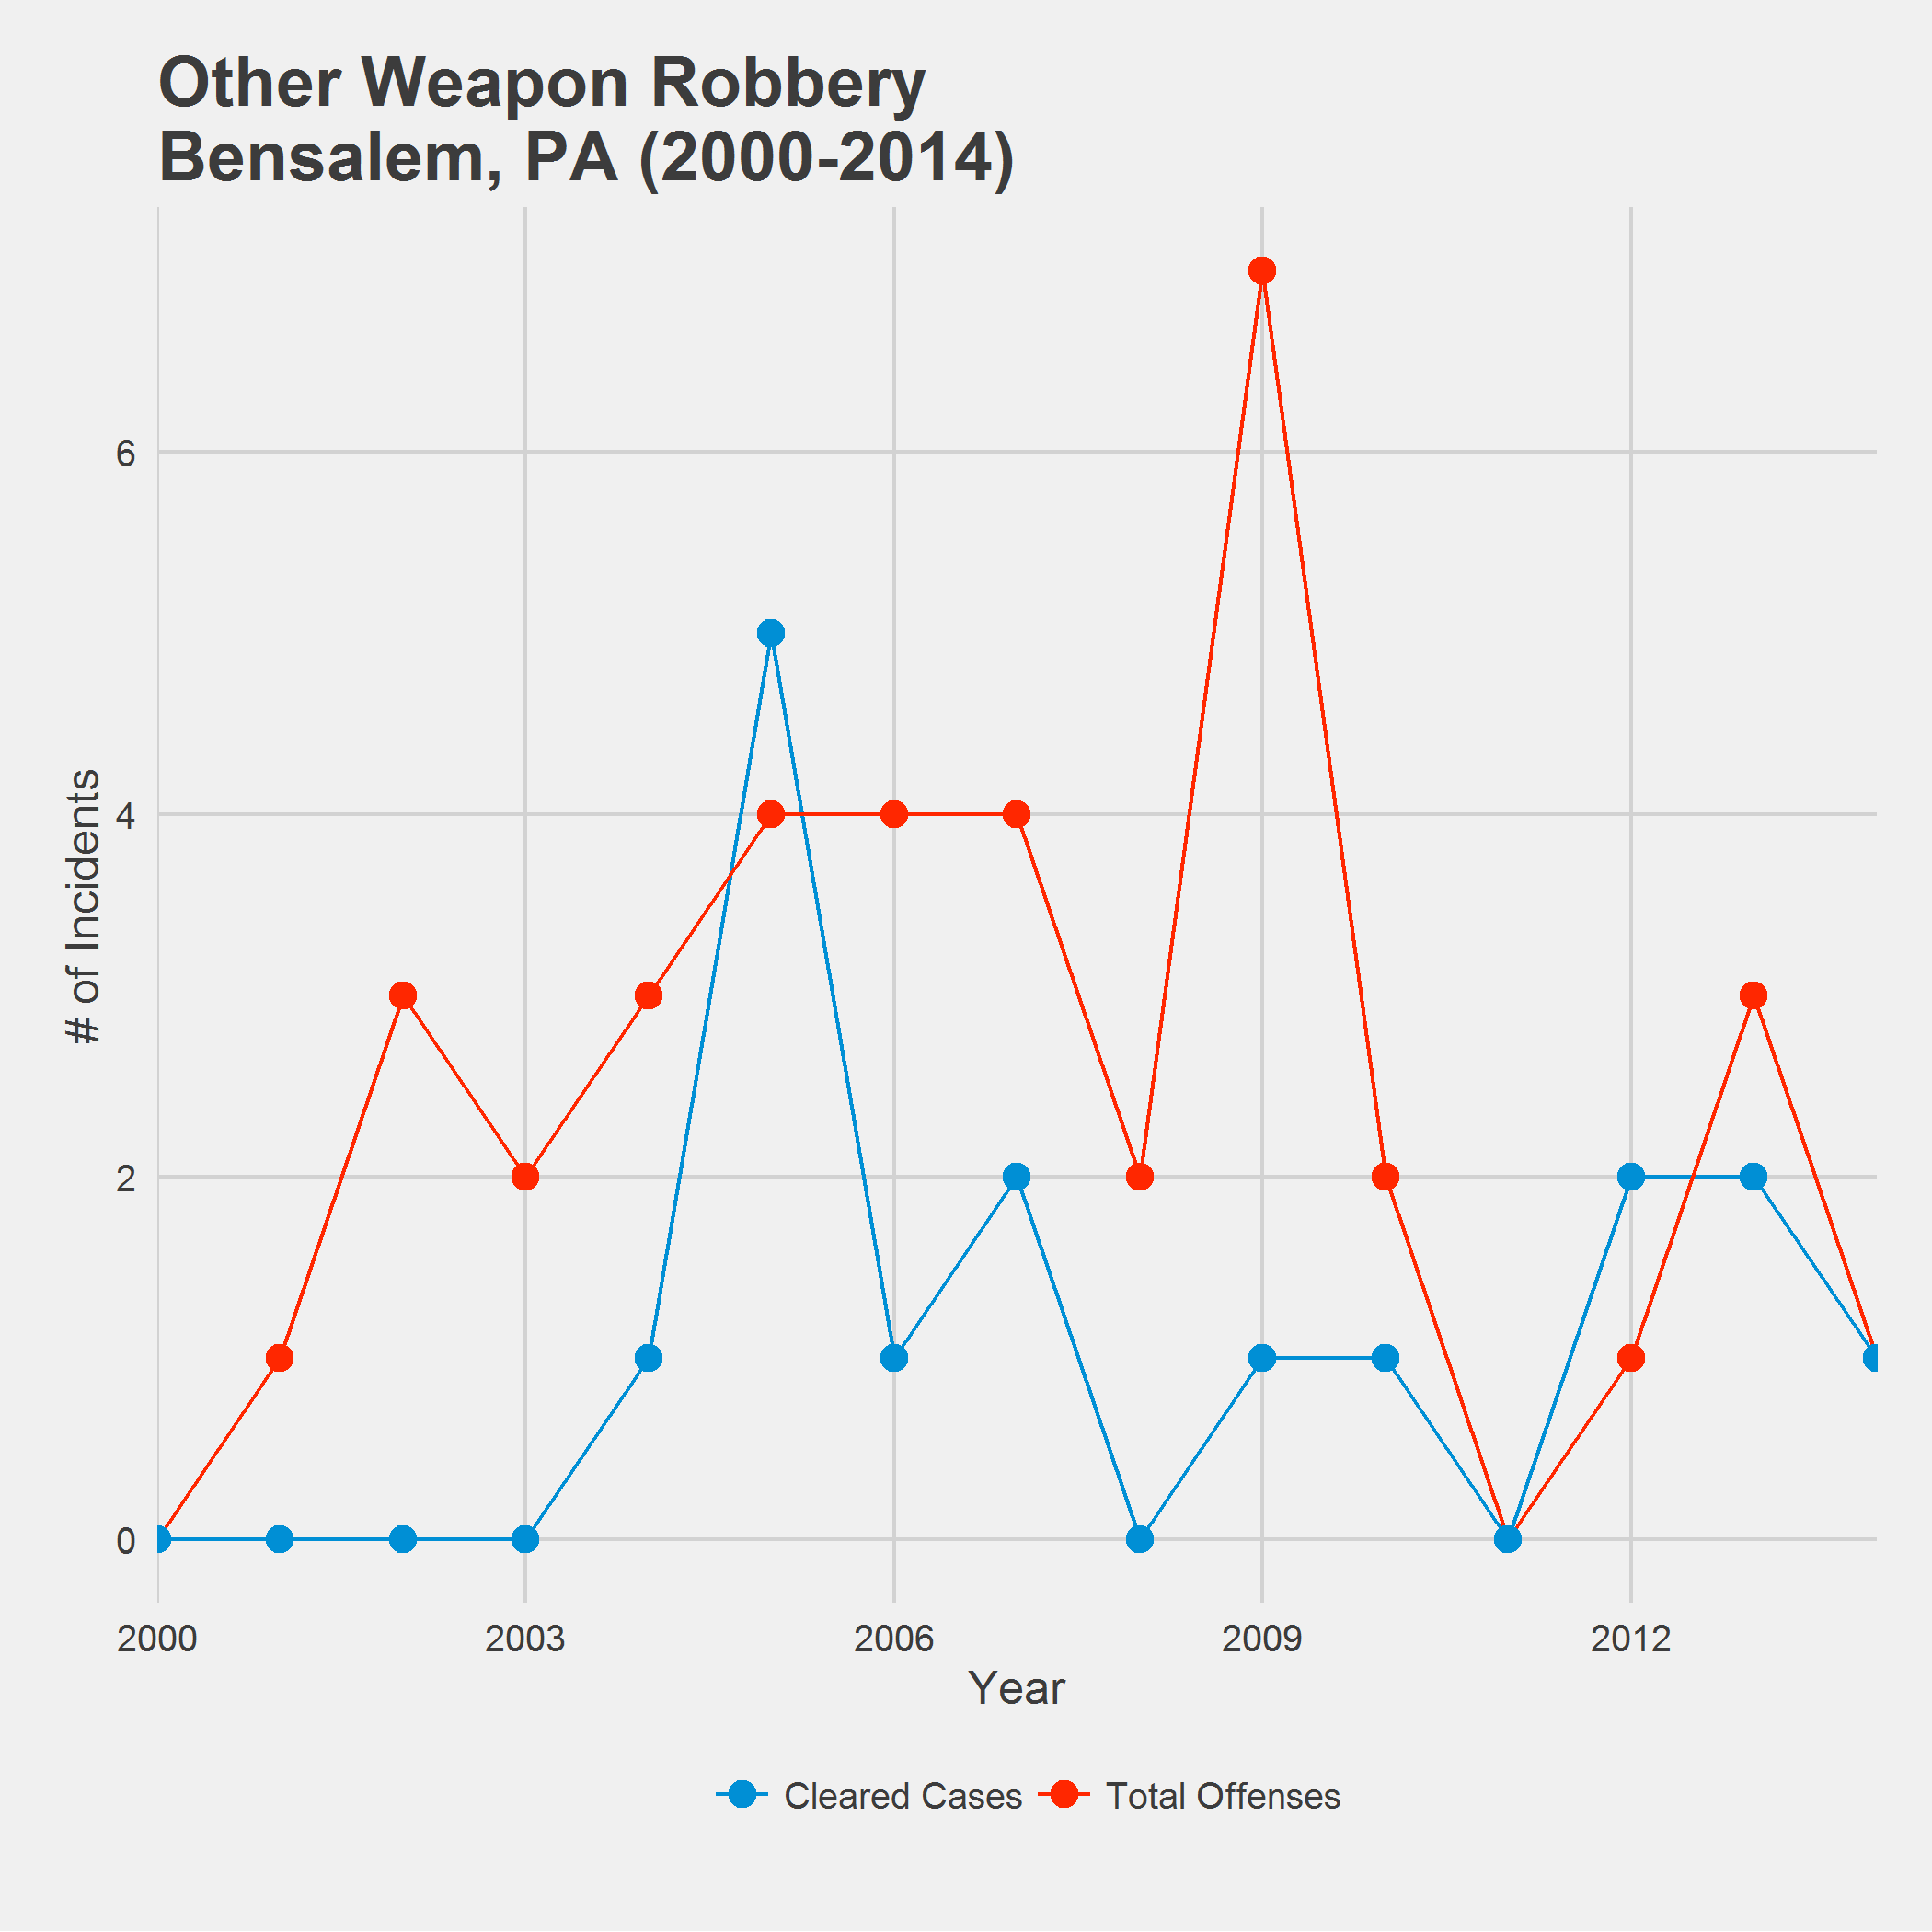 Other Weapon Robbery
Bensalem, PA (2000-2014)
# of Incidents
6
4
2
0
2000 2003 2006 2009 2012
Year
Cleared Cases Total Offenses